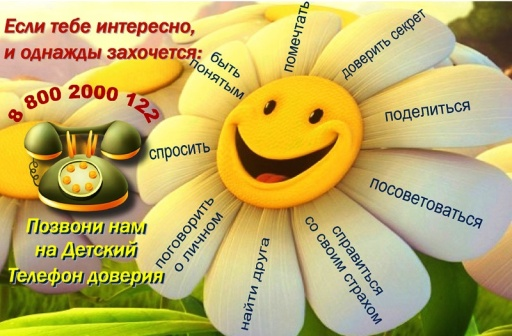 Если тебе интересно,
и однажды захочется:
8 800 2000 122
Позвони нам
на Детский
Телефон доверия
спросить
быть
понятым
помечтать
доверить секрет
поделиться
посоветоваться
справиться
со своим страхом
найти друга
поговорить
о личном